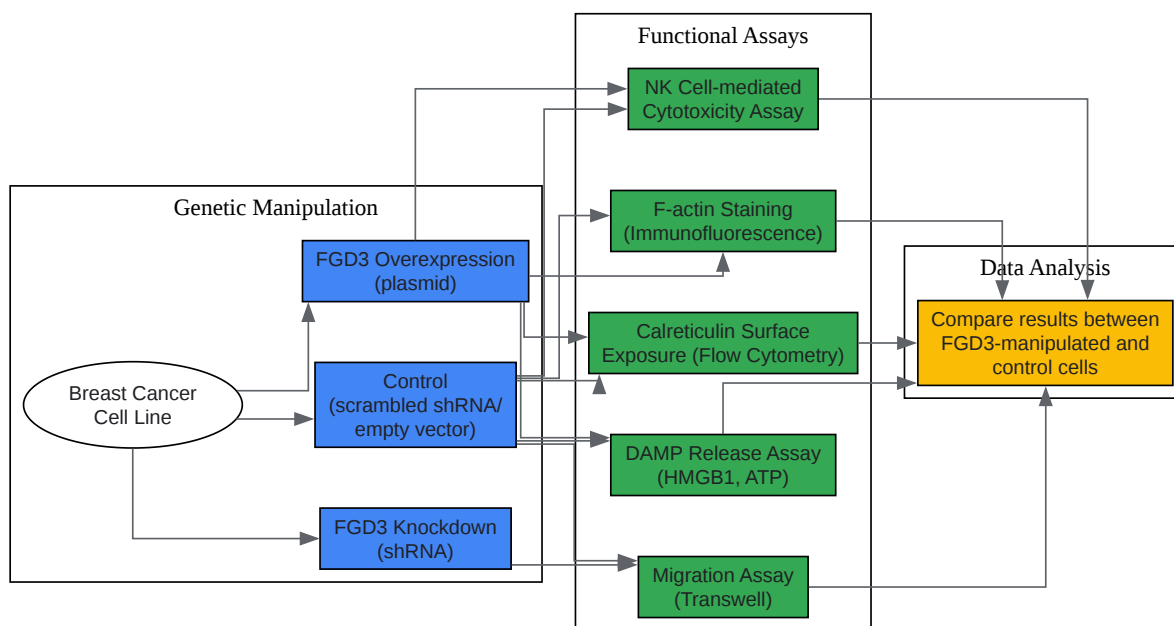 Functional Assays
NK Cell-mediated
Cytotoxicity Assay
Genetic Manipulation
F-actin Staining
(Immunofluorescence)
FGD3 Overexpression
(plasmid)
Data Analysis
Calreticulin Surface
Exposure (Flow Cytometry)
Compare results between
FGD3-manipulated and
control cells
Breast Cancer
Cell Line
Control
(scrambled shRNA/
empty vector)
DAMP Release Assay
(HMGB1, ATP)
FGD3 Knockdown
(shRNA)
Migration Assay
(Transwell)